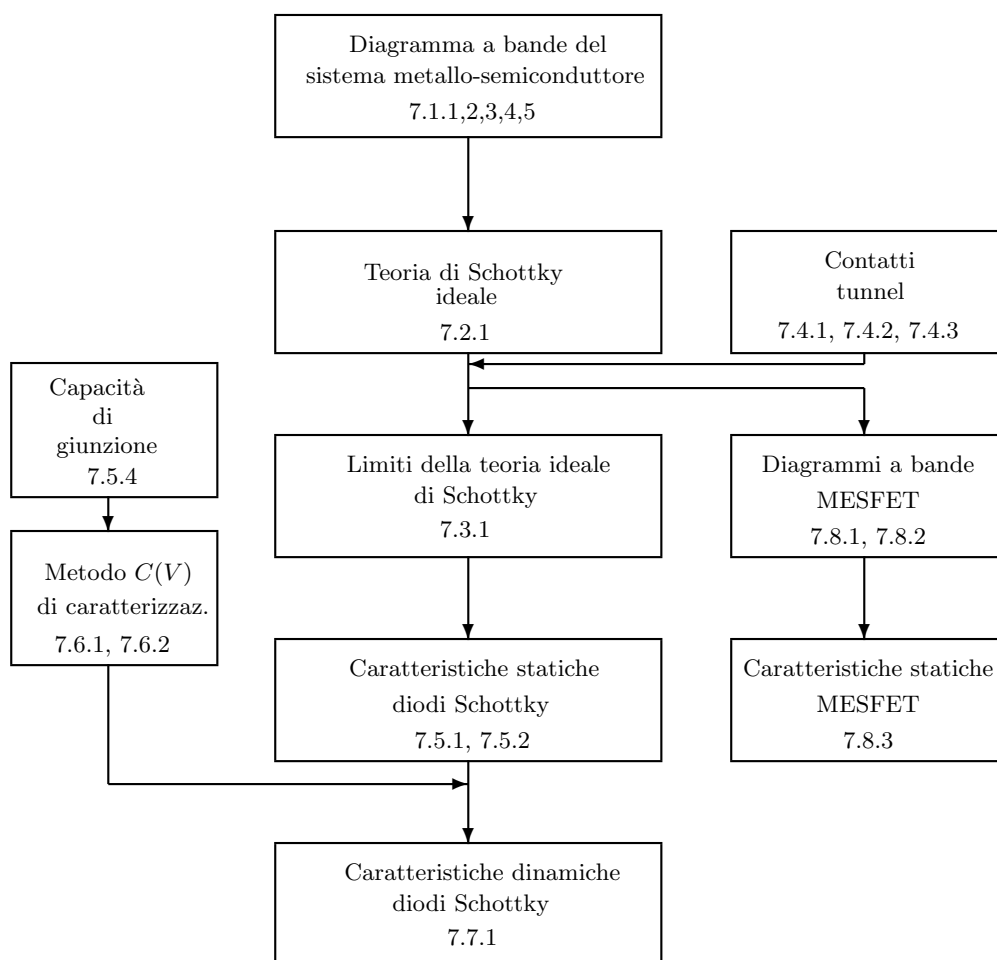 Diagramma a bande del
sistema metallo-semiconduttore
7.1.1,2,3,4,5
Teoria di Schottky
ideale
7.2.1
Contatti
tunnel
7.4.1, 7.4.2, 7.4.3
Capacità
di
giunzione
7.5.4
Limiti della teoria ideale
di Schottky
7.3.1
Diagrammi a bande
MESFET
7.8.1, 7.8.2
Metodo C(V)
di caratterizzaz.
7.6.1, 7.6.2
Caratteristiche statiche
diodi Schottky
7.5.1, 7.5.2
Caratteristiche statiche
MESFET
7.8.3
Caratteristiche dinamiche
diodi Schottky
7.7.1